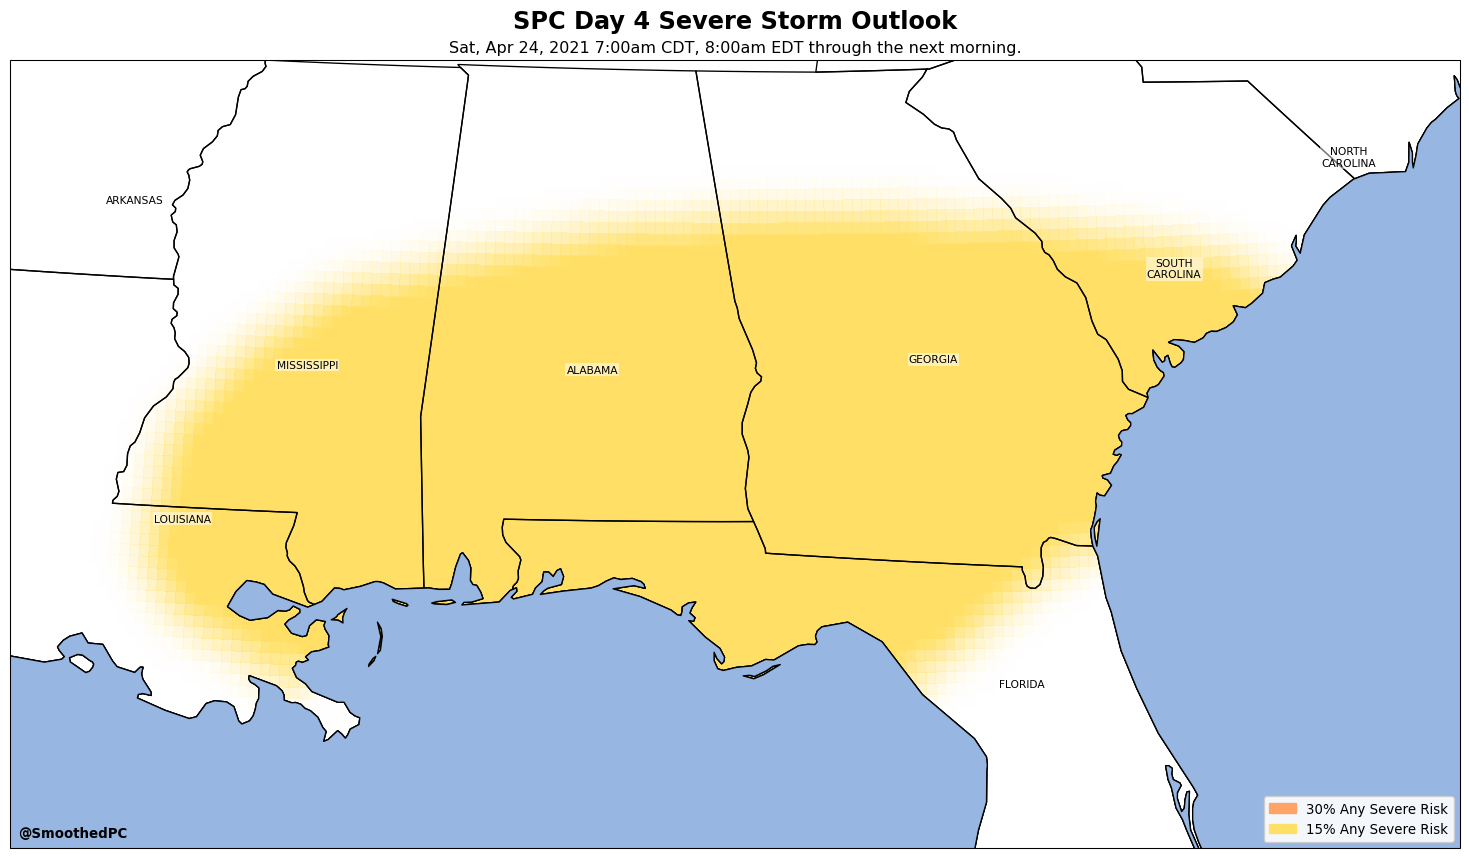 SPC Day 4 Severe Storm Outlook
Sat, Apr 24, 2021 7:00am CDT, 8:00am EDT through the next morning.
NORTH
CAROLINA
ARKANSAS
SOUTH
CAROLINA
MISSISSIPPI
ALABAMA
GEORGIA
LOUISIANA
FLORIDA
30% Any Severe Risk
15% Any Severe Risk
@SmoothedPC